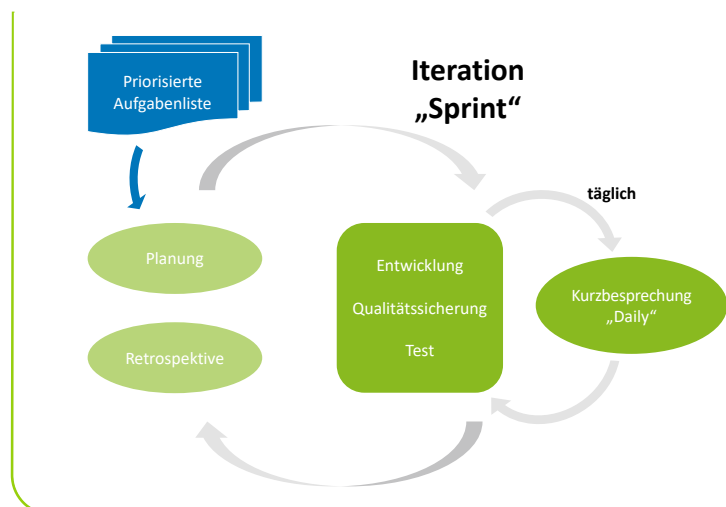 Priorisierte
Aufgabenliste
Iteration
„Sprint“
täglich
Planung
Entwicklung
Qualitätssicherung
Test
Kurzbesprechung
„Daily“
Retrospektive